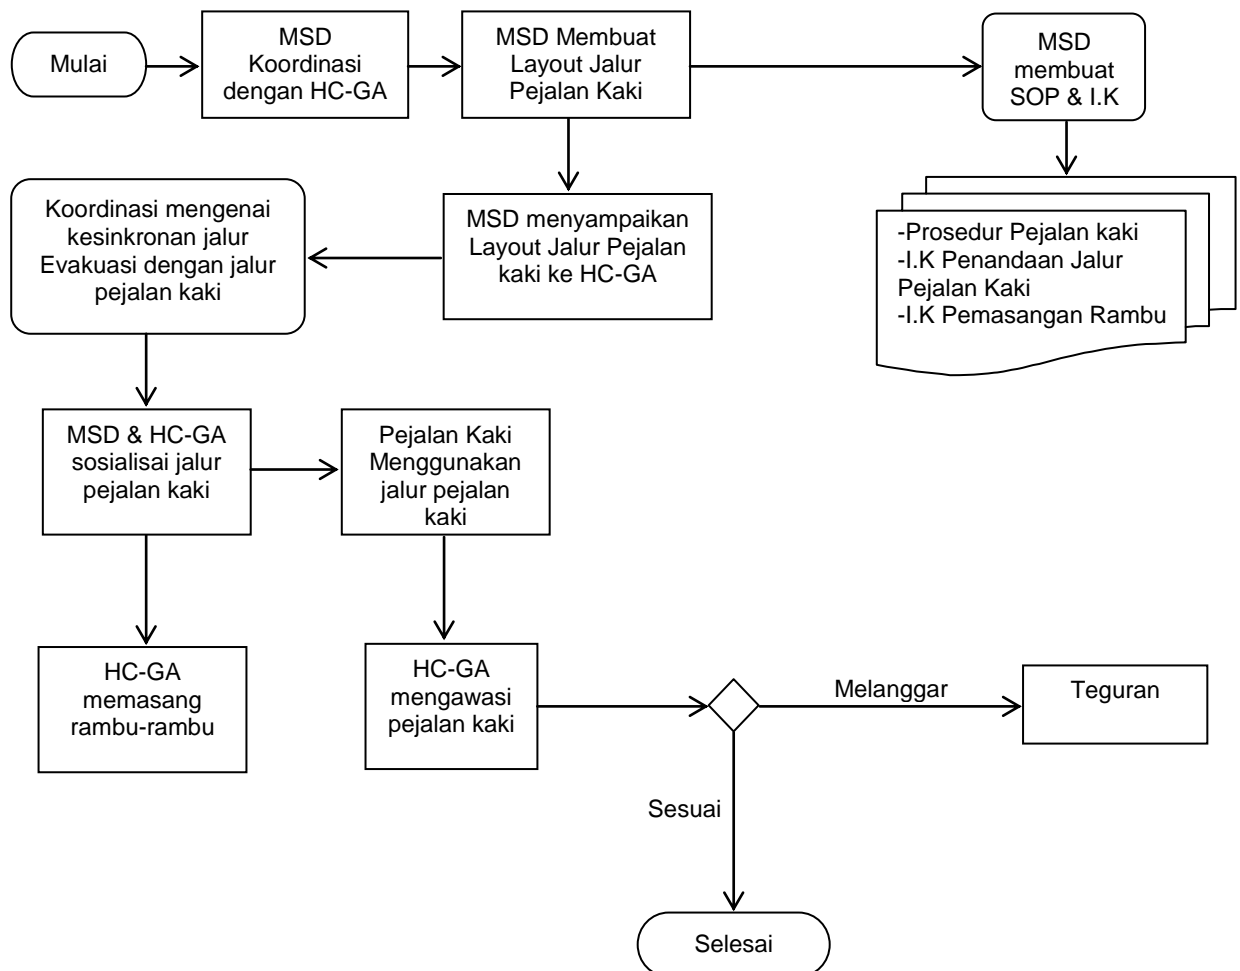 Mulai
MSD
Koordinasi
dengan HC-GA
MSD Membuat
Layout Jalur
Pejalan Kaki
MSD
membuat
SOP & I.K
Koordinasi mengenai
kesinkronan jalur
Evakuasi dengan jalur
pejalan kaki
MSD menyampaikan
Layout Jalur Pejalan
kaki ke HC-GA
-Prosedur Pejalan kaki
-I.K Penandaan Jalur
Pejalan Kaki
-I.K Pemasangan Rambu
MSD & HC-GA
sosialisai jalur
pejalan kaki
Pejalan Kaki
Menggunakan
jalur pejalan
kaki
HC-GA
memasang
rambu-rambu
HC-GA
mengawasi
pejalan kaki
Melanggar
Teguran
Sesuai
Selesai